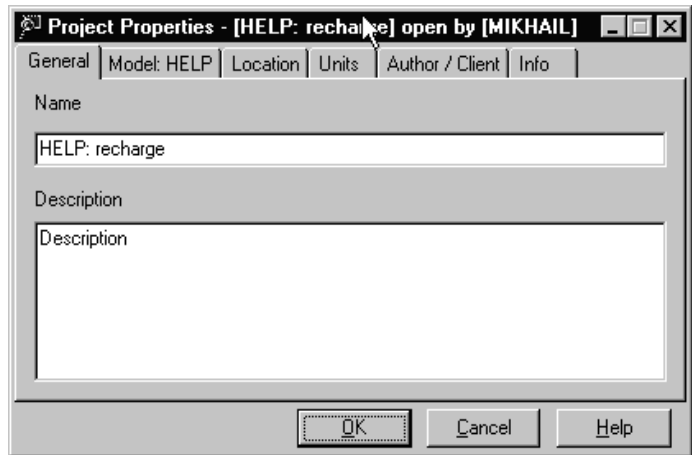 Project Properties - [HELP: recharge] open by [MIKHAIL]
General Model: HELP Location Units Author / Client Info
Name
HELP: recharge
Description
Description
OK Cancel Help